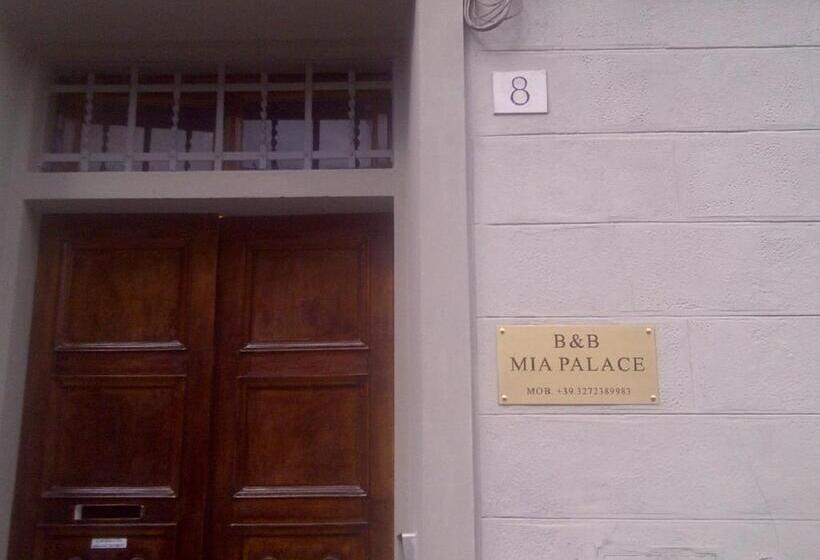 8
B&B
MIA PALACE
MOB. +39.3272389983